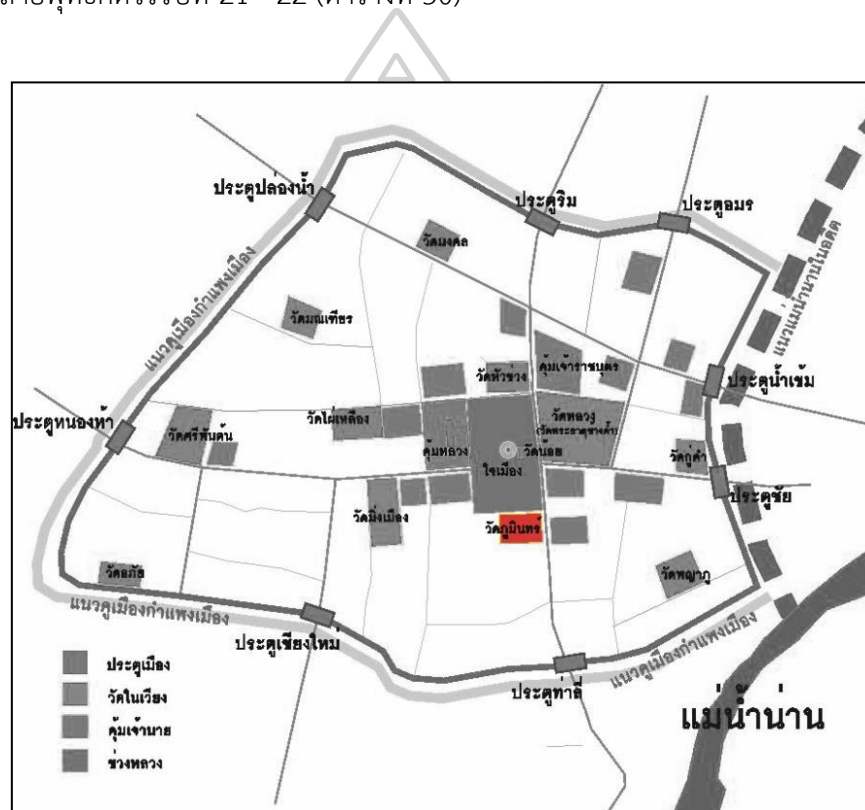 ประตูปล่องน้ำ
ประตูริม
ประตูอมร
วัดมงคล
แนวแม่น้ำน่านในอดีต
แนวคูเมืองกำแพงเมือง
วัดมณเฑียร
วัดหัวข่วง
คุ้มเจ้าราชบุตร
ประตูน้ำเข้ม
ประตูหนองห้า
วัดศรีพันต้น
วัดไผ่เหลือง
คุ้มหลวง
ใจเมือง
วัดหลวง
(วัดพระธาตุช้างค้ำ)
วัดน้อย
วัดกู่คำ
ประตูชัย
วัดมิ่งเมือง
วัดภูมินทร์
วัดอภัย
วัดพญาภู
แนวคูเมืองกำแพงเมือง
ประตูเชียงใหม่
ประตูท่าลี่
แนวคูเมืองกำแพงเมือง
แม่น้ำน่าน
ประตูเมือง
วัดในเวียง
คุ้มเจ้านาย
ข่วงหลวง